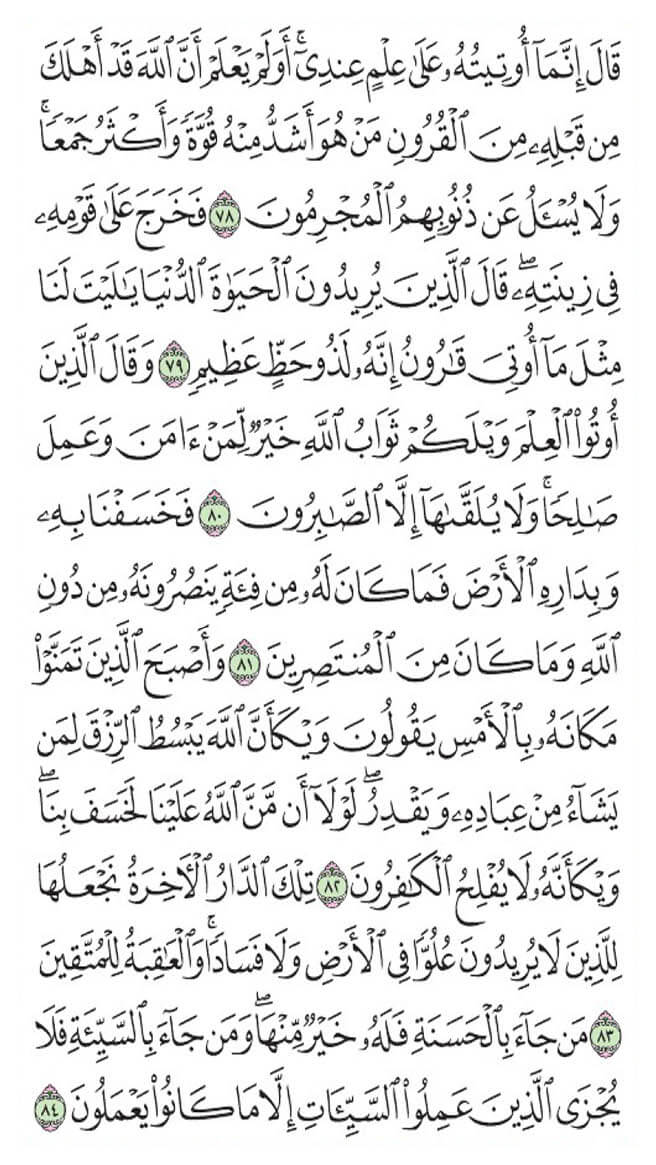 قَالَ إِنَّمَآ أُوتِيتُهُۥ عَلَىٰ عِلْمٍ عِندِىٓۚ أَوَلَمْ يَعْلَمْ أَنَّ ٱللَّهَ قَدْ أَهْلَكَ
مِن قَبْلِهِۦ مِنَ ٱلْقُرُونِ مَنْ هُوَ أَشَدُّ مِنْهُ قُوَّةً وَأَكْثَرُ جَمْعًاۚ
وَلَا يُسْـَٔلُ عَن ذُنُوبِهِمُ ٱلْمُجْرِمُونَ ٧٨ فَخَرَجَ عَلَىٰ قَوْمِهِۦ
فِى زِينَتِهِۦۖ قَالَ ٱلَّذِينَ يُرِيدُونَ ٱلْحَيَوٰةَ ٱلدُّنْيَا يَـٰلَيْتَ لَنَا
مِثْلَ مَآ أُوتِىَ قَـٰرُونُ إِنَّهُۥ لَذُو حَظٍّ عَظِيمٍ ٧٩ وَقَالَ ٱلَّذِينَ
أُوتُوا۟ ٱلْعِلْمَ وَيْلَكُمْ ثَوَابُ ٱللَّهِ خَيْرٌ لِّمَنْ ءَامَنَ وَعَمِلَ
صَـٰلِحًاۚ وَلَا يُلَقَّىٰهَآ إِلَّا ٱلصَّـٰبِرُونَ ٨٠ فَخَسَفْنَا بِهِۦ
وَبِدَارِهِ ٱلْأَرْضَ فَمَا كَانَ لَهُۥ مِن فِئَةٍ يَنصُرُونَهُۥ مِن دُونِ
ٱللَّهِ وَمَا كَانَ مِنَ ٱلْمُنتَصِرِينَ ٨١ وَأَصْبَحَ ٱلَّذِينَ تَمَنَّوْا۟
مَكَانَهُۥ بِٱلْأَمْسِ يَقُولُونَ وَيْكَأَنَّ ٱللَّهَ يَبْسُطُ ٱلرِّزْقَ لِمَن
يَشَآءُ مِنْ عِبَادِهِۦ وَيَقْدِرُۖ لَوْلَآ أَن مَّنَّ ٱللَّهُ عَلَيْنَا لَخَسَفَ بِنَاۖ
وَيْكَأَنَّهُۥ لَا يُفْلِحُ ٱلْكَـٰفِرُونَ ٨٢ تِلْكَ ٱلدَّارُ ٱلْـَٔاخِرَةُ نَجْعَلُهَا
لِلَّذِينَ لَا يُرِيدُونَ عُلُوًّا فِى ٱلْأَرْضِ وَلَا فَسَادًاۚ وَٱلْعَـٰقِبَةُ لِلْمُتَّقِينَ
٨٣ مَن جَآءَ بِٱلْحَسَنَةِ فَلَهُۥ خَيْرٌ مِّنْهَاۖ وَمَن جَآءَ بِٱلسَّيِّئَةِ فَلَا
يُجْزَى ٱلَّذِينَ عَمِلُوا۟ ٱلسَّيِّـَٔاتِ إِلَّا مَا كَانُوا۟ يَعْمَلُونَ ٨٤